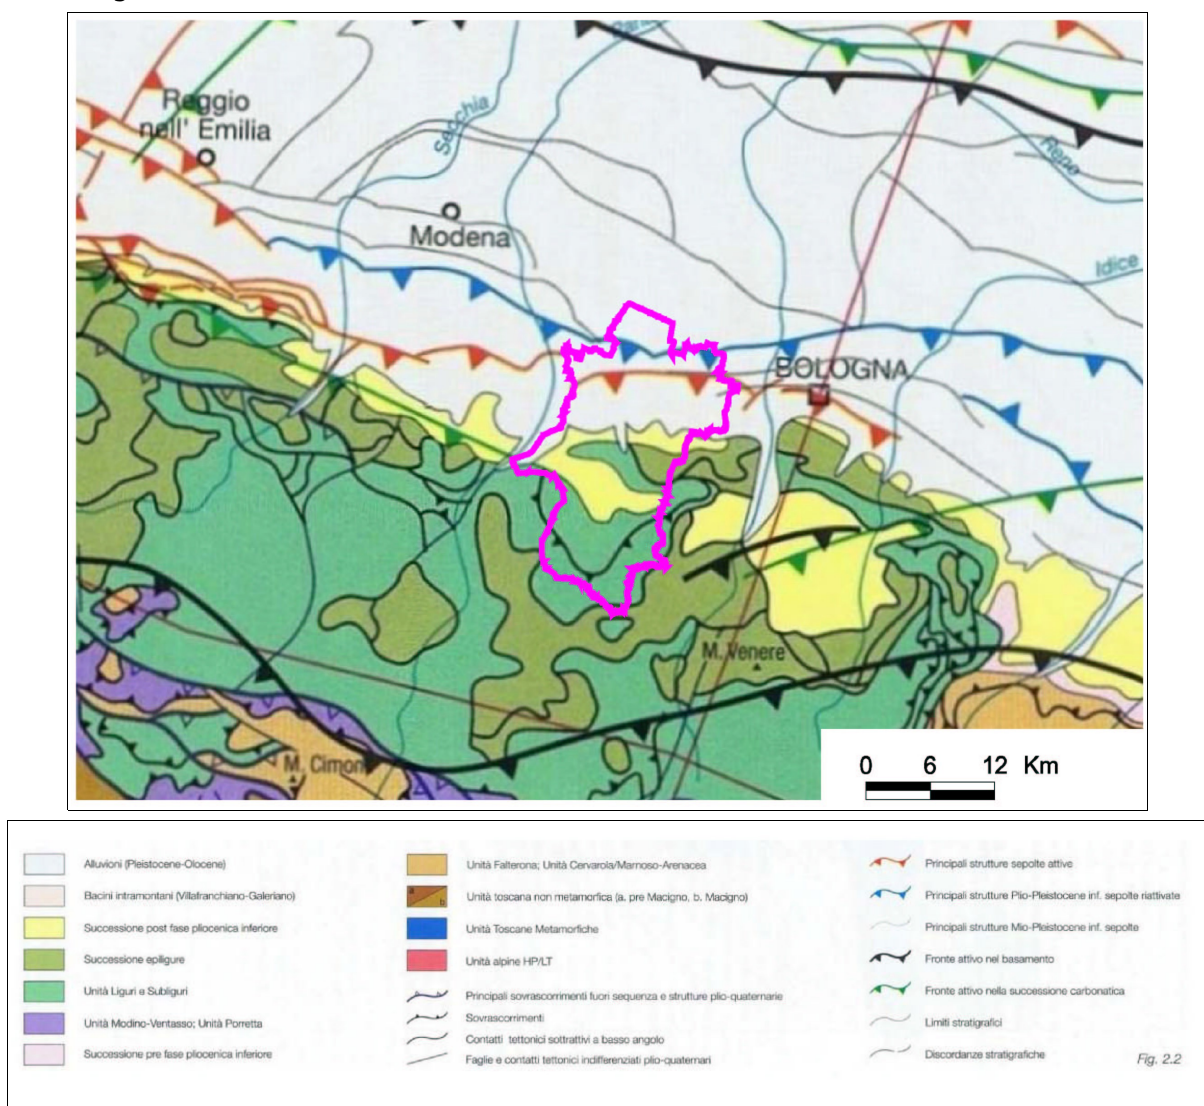 Reggio
nell' Emilia
Secchia
Modena
Reno
Idice
BOLOGNA
M. Venere
M. Cimon
0 6 12 Km
Alluvioni (Pleistocene-Olocene)
Bacini intramontani (Villafranchiano-Galeriano)
Successione post fase pliocenica inferiore
Successione epiligure
Unità Liguri e Subliguri
Unità Modino-Ventasso; Unità Porretta
Successione pre fase pliocenica inferiore
Unità Falterona; Unità Cervarola/Marnoso-Arenacea
a
b
Unità toscana non metamorfica (a. pre Macigno, b. Macigno)
Unità Toscane Metamorfiche
Unità alpine HP/LT
Principali sovrascorrimenti fuori sequenza e strutture plio-quaternarie
Sovrascorrimenti
Contatti tettonici sottrattivi a basso angolo
Faglie e contatti tettonici indifferenziati plio-quaternari
Principali strutture sepolte attive
Principali strutture Plio-Pleistocene inf. sepolte riattivate
Principali strutture Mio-Pleistocene inf. sepolte
Fronte attivo nel basamento
Fronte attivo nella successione carbonatica
Limiti stratigrafici
Discordanze stratigrafiche
Fig. 2.2